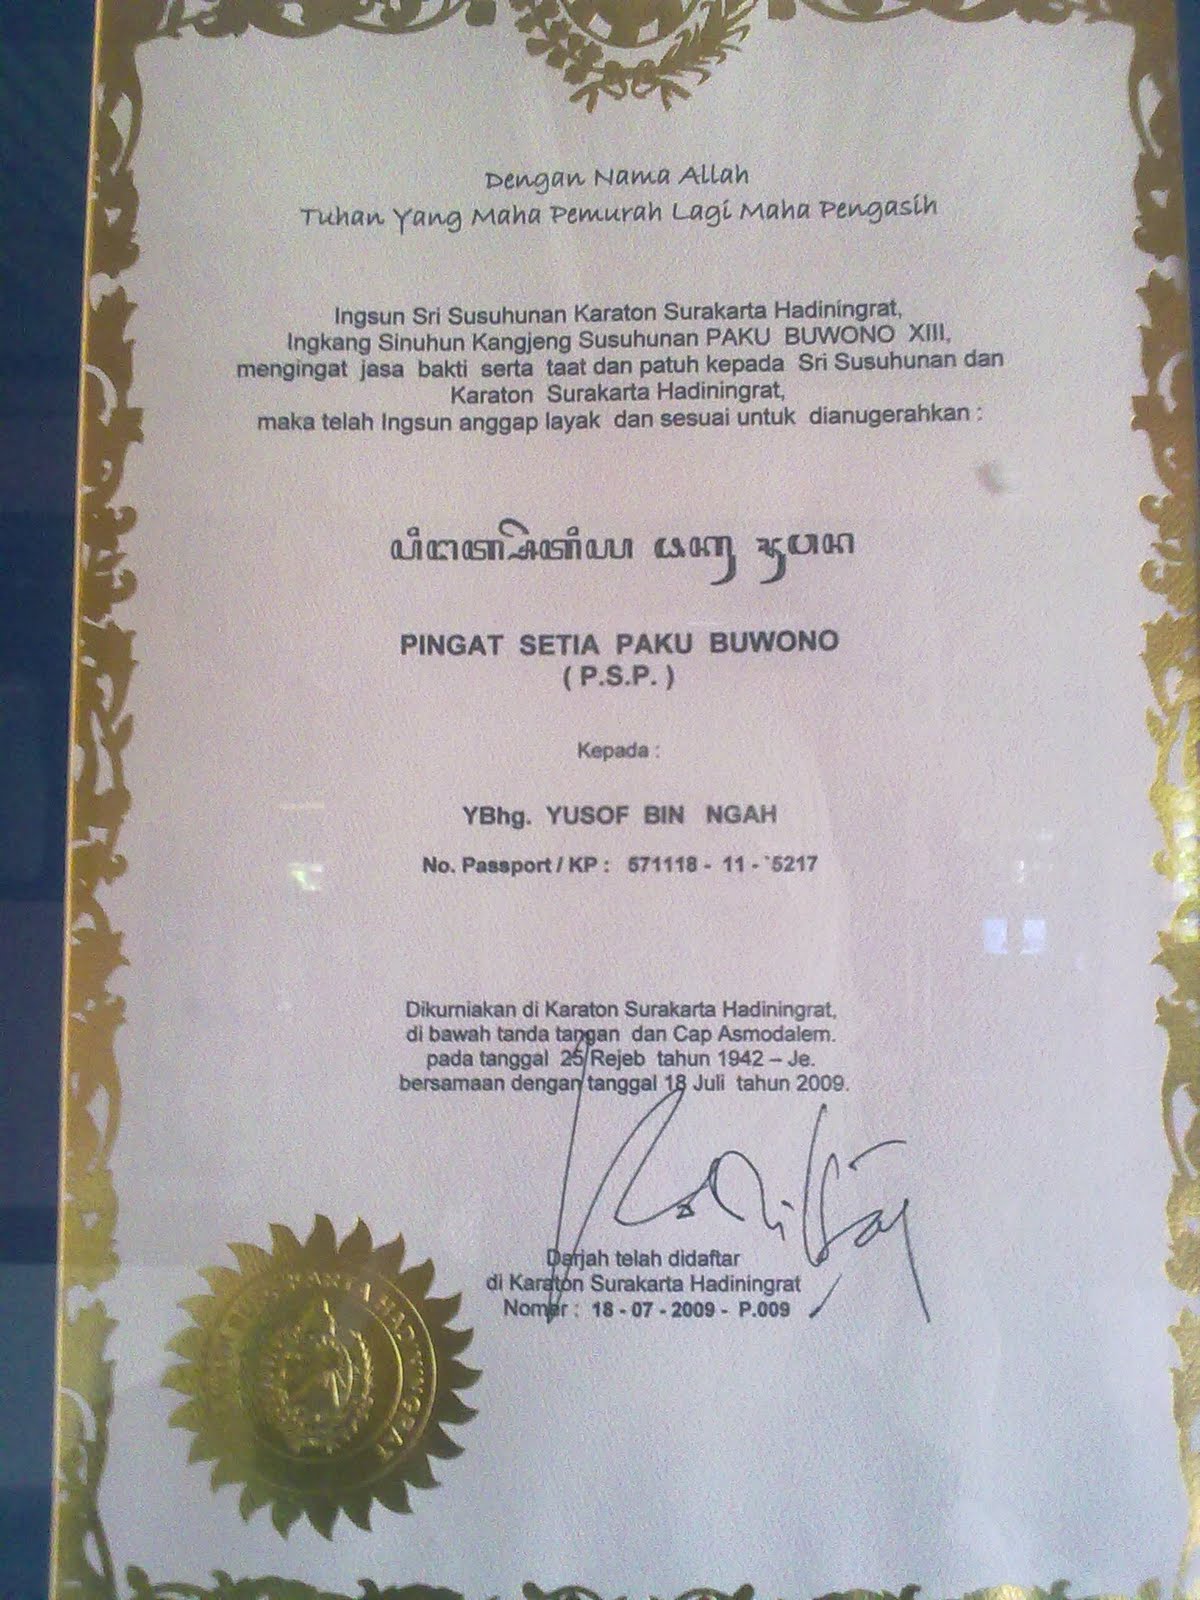 Dengan Nama Allah
Tuhan Yang Maha Pemurah Lagi Maha Pengasih
Ingsun Sri Susuhunan Karaton Surakarta Hadiningrat,
Ingkang Sinuhun Kangjeng Susuhunan PAKU BUWONO XIII,
mengingat jasa bakti serta taat dan patuh kepada Sri Susuhunan dan
Karaton Surakarta Hadiningrat,
maka telah Ingsun anggap layak dan sesuai untuk dianugerahkan :
PINGAT SETIA PAKU BUWONO
( P.S.P. )
Kepada :
YBhg. YUSOF BIN NGAH
No. Passport / KP : 571118 - 11 - `5217
Dikurniakan di Karaton Surakarta Hadiningrat,
di bawah tanda tangan dan Cap Asmodalem.
pada tanggal 25 Rejeb tahun 1942 – Je.
bersamaan dengan tanggal 18 Juli tahun 2009.
Darjah telah didaftar
di Karaton Surakarta Hadiningrat
Nomer : 18 - 07 - 2009 - P.009
SURAKARTA HADININGRAT